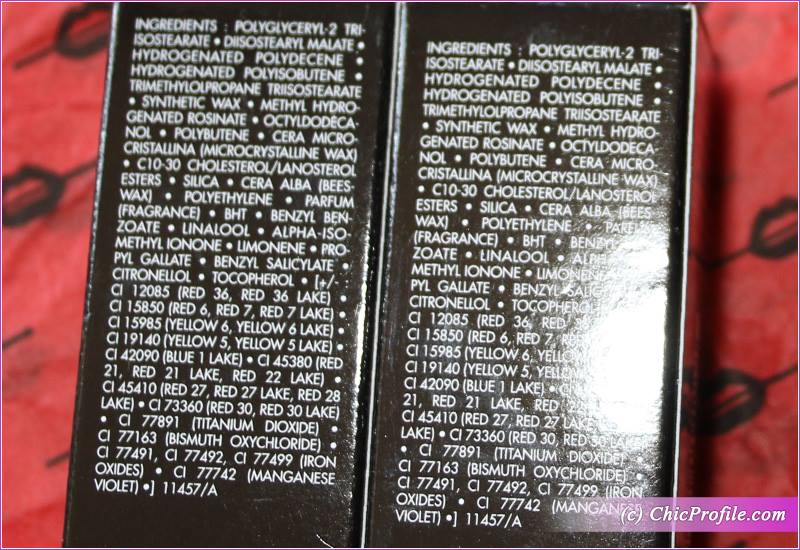 INGREDIENTS : POLYGLYCERYL-2 TRI-
ISOSTEARATE • DIISOSTEARYL MALATE •
HYDROGENATED POLYDECENE •
HYDROGENATED POLYISOBUTENE •
TRIMETHYLOLPROPANE TRIISOSTEARATE
• SYNTHETIC WAX • METHYL HYDRO-
GENATED ROSINATE • OCTYLDODECA-
NOL • POLYBUTENE • CERA MICRO-
CRISTALLINA (MICROCRYSTALLINE WAX)
• C10-30 CHOLESTEROL/LANOSTEROL
ESTERS • SILICA • CERA ALBA (BEES-
WAX) • POLYETHYLENE • PARFUM
(FRAGRANCE) • BHT • BENZYL BEN-
ZOATE • LINALOOL • ALPHA-ISO-
METHYL IONONE • LIMONENE • PRO-
PYL GALLATE • BENZYL SALICYLATE •
CITRONELLOL • TOCOPHEROL • [+/-
CI 12085 (RED 36, RED 36 LAKE) •
CI 15850 (RED 6, RED 7, RED 7 LAKE) •
CI 15985 (YELLOW 6, YELLOW 6 LAKE) •
CI 19140 (YELLOW 5, YELLOW 5 LAKE) •
CI 42090 (BLUE 1 LAKE) • CI 45380 (RED
21, RED 21 LAKE, RED 22 LAKE) •
CI 45410 (RED 27, RED 27 LAKE, RED 28
LAKE) • CI 73360 (RED 30, RED 30 LAKE)
• CI 77891 (TITANIUM DIOXIDE) •
CI 77163 (BISMUTH OXYCHLORIDE) •
CI 77491, CI 77492, CI 77499 (IRON
OXIDES) • CI 77742 (MANGANESE
VIOLET) •] 11457/A
INGREDIENTS : POLYGLYCERYL-2 TRI-
ISOSTEARATE • DIISOSTEARYL MALATE •
HYDROGENATED POLYDECENE •
HYDROGENATED POLYISOBUTENE •
TRIMETHYLOLPROPANE TRIISOSTEARATE
• SYNTHETIC WAX • METHYL HYDRO-
GENATED ROSINATE • OCTYLDODECA-
NOL • POLYBUTENE • CERA MICRO-
CRISTALLINA (MICROCRYSTALLINE WAX)
• C10-30 CHOLESTEROL/LANOSTEROL
ESTERS • SILICA • CERA ALBA (BEES-
WAX) • POLYETHYLENE •
(FRAGRANCE) • BHT •
ZOATE • LINALOOL •
METHYL IONONE • LIMONENE
PYL GALLATE • BENZYL
CITRONELLOL •
CI 12085 (RED 36, RED
CI 15850 (RED 6, RED 7,
CI 15985 (YELLOW 6,
CI 19140 (YELLOW 5,
CI 42090 (BLUE 1 LAKE) •
21, RED 21 LAKE, RED
CI 45410 (RED 27, RED 27 LAKE,
LAKE) • CI 73360 (RED 30, RED 30 LAKE)
• CI 77891 (TITANIUM DIOXIDE) •
CI 77163 (BISMUTH OXYCHLORIDE) •
CI 77491, CI 77492, CI 77499 (IRON
OXIDES) • CI 77742
VIOLET) •] 11457/A
(c) ChicProfile.com